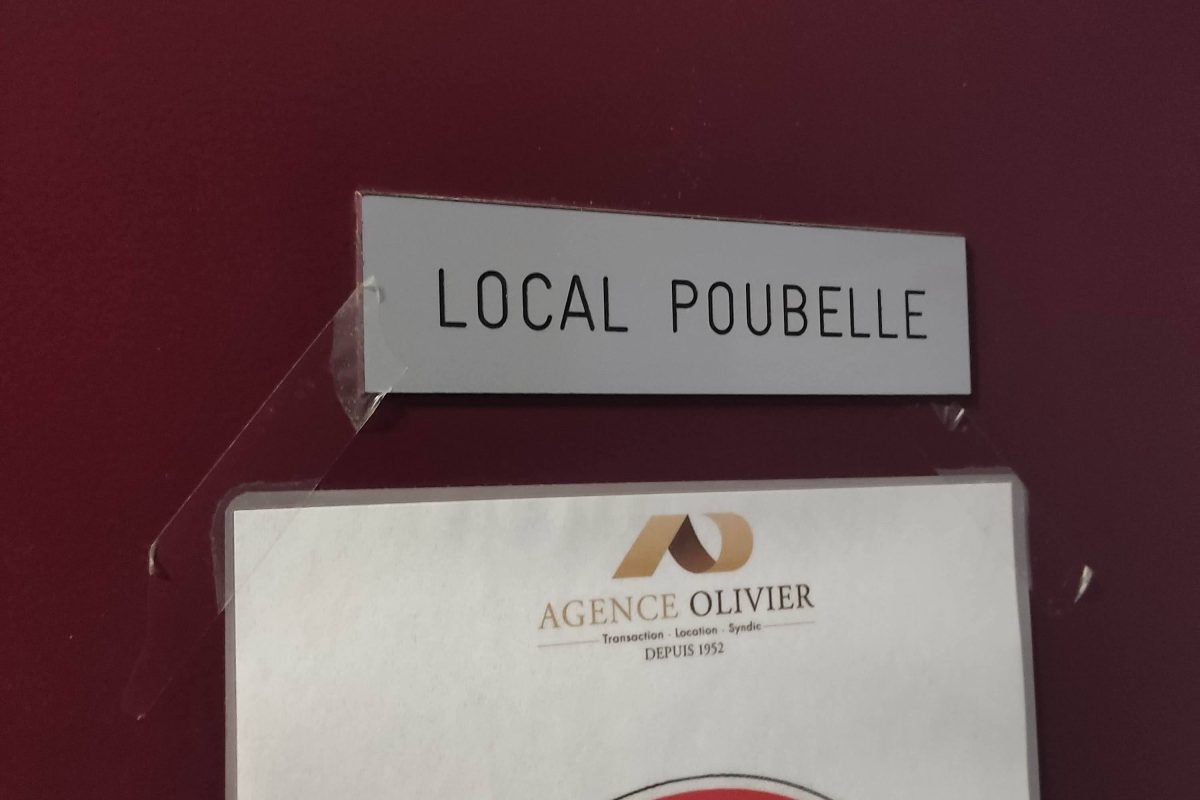 LOCAL POUBELLE
AGENCE OLIVIER
Transaction · Location · Syndic
DEPUIS 1952